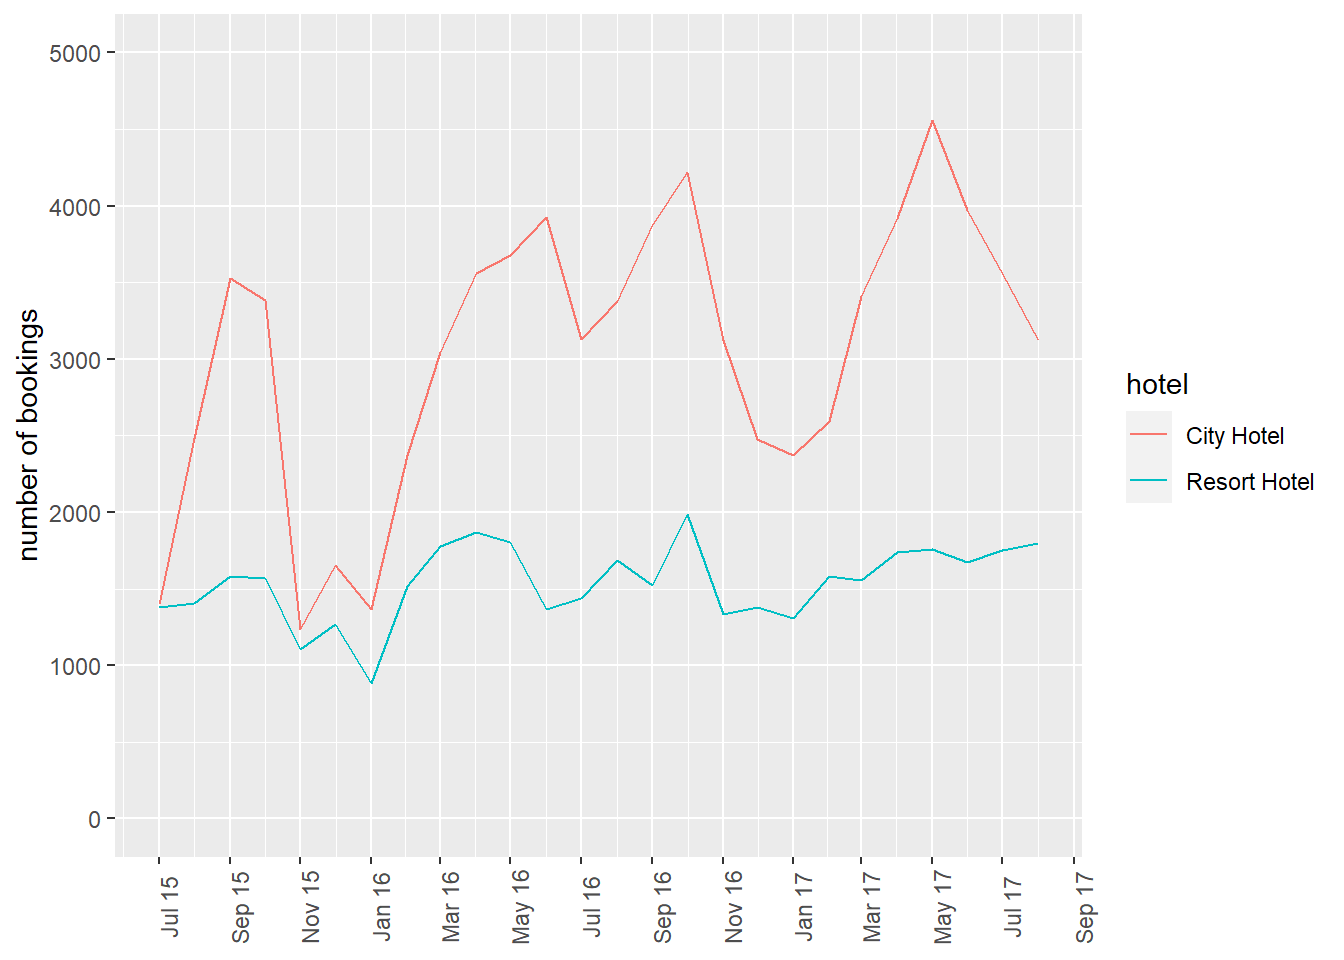 5000
4000
3000
2000
1000
0
number of bookings
Jul 15
Sep 15
Nov 15
Jan 16
Mar 16
May 16
Jul 16
Sep 16
Nov 16
Jan 17
Mar 17
May 17
Jul 17
Sep 17
hotel
City Hotel
Resort Hotel